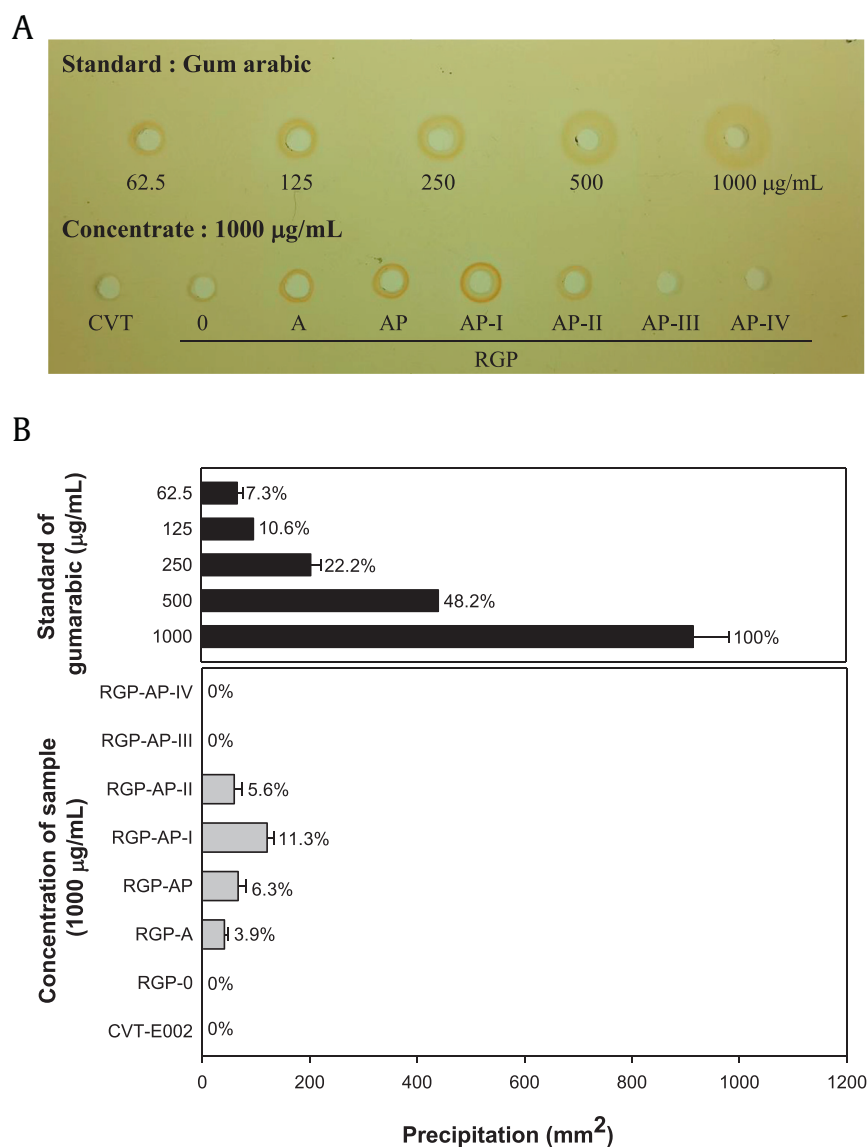 A
Standard : Gum arabic
62.5 125 250 500 1000 μg/mL
Concentrate : 1000 μg/mL
CVT 0 A AP AP-I AP-II AP-III AP-IV
RGP
B
Standard of
gumarabic (μg/mL)
62.5 7.3%
125 10.6%
250 22.2%
500 48.2%
1000 100%
Concentration of sample
(1000 μg/mL)
RGP-AP-IV 0%
RGP-AP-III 0%
RGP-AP-II 5.6%
RGP-AP-I 11.3%
RGP-AP 6.3%
RGP-A 3.9%
RGP-0 0%
CVT-E002 0%
0 200 400 600 800 1000 1200
Precipitation (mm²)